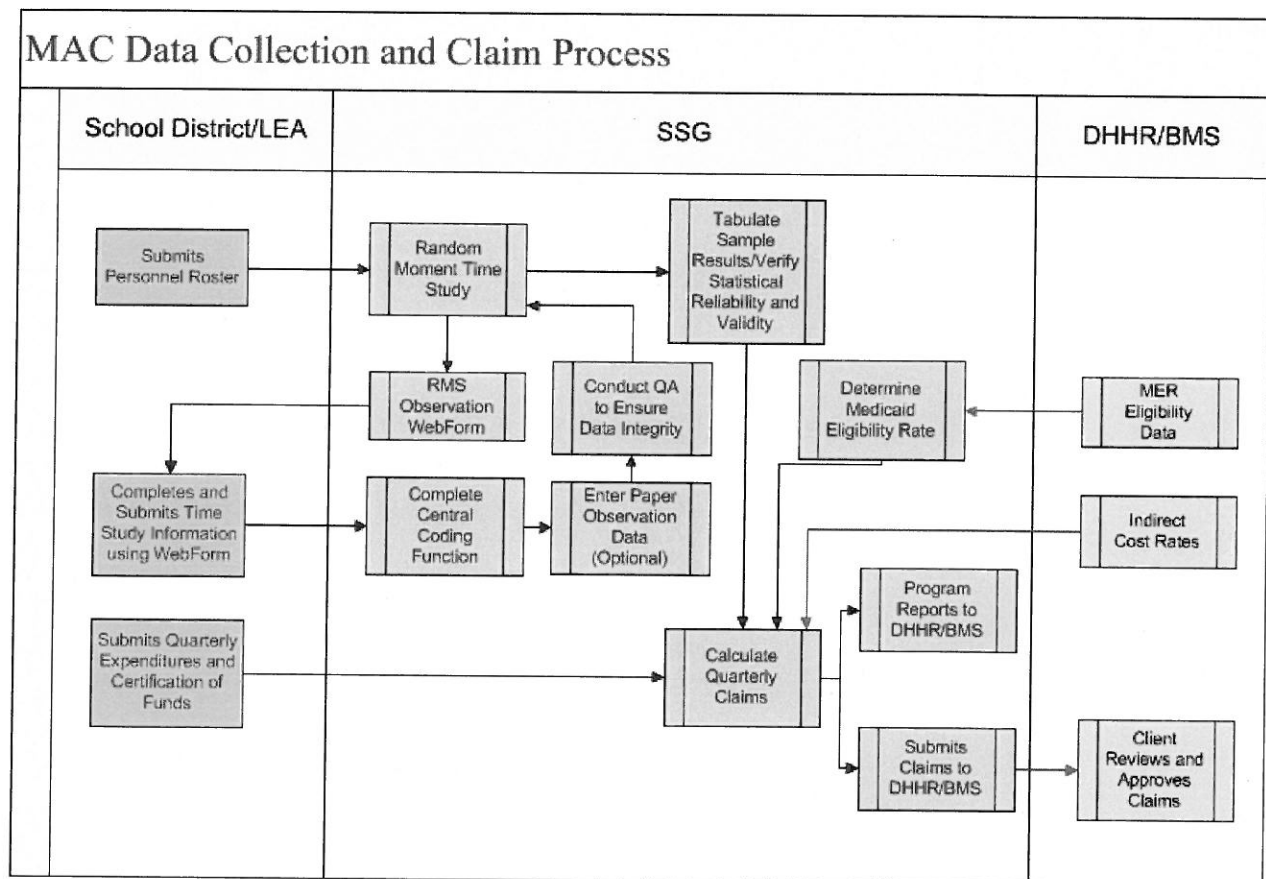 MAC Data Collection and Claim Process
School District/LEA
SSG
DHHR/BMS
Submits
Personnel Roster
Random
Moment Time
Study
Tabulate
Sample
Results/Verify
Statistical
Reliability and
Validity
RMS
Observation
WebForm
Conduct QA
to Ensure
Data Integrity
Determine
Medicaid
Eligibility Rate
MER
Eligibility
Data
Completes and
Submits Time
Study Information
using WebForm
Complete
Central
Coding
Function
Enter Paper
Observation
Data
(Optional)
Indirect
Cost Rates
Submits Quarterly
Expenditures and
Certification of
Funds
Calculate
Quarterly
Claims
Program
Reports to
DHHR/BMS
Submits
Claims to
DHHR/BMS
Client
Reviews and
Approves
Claims